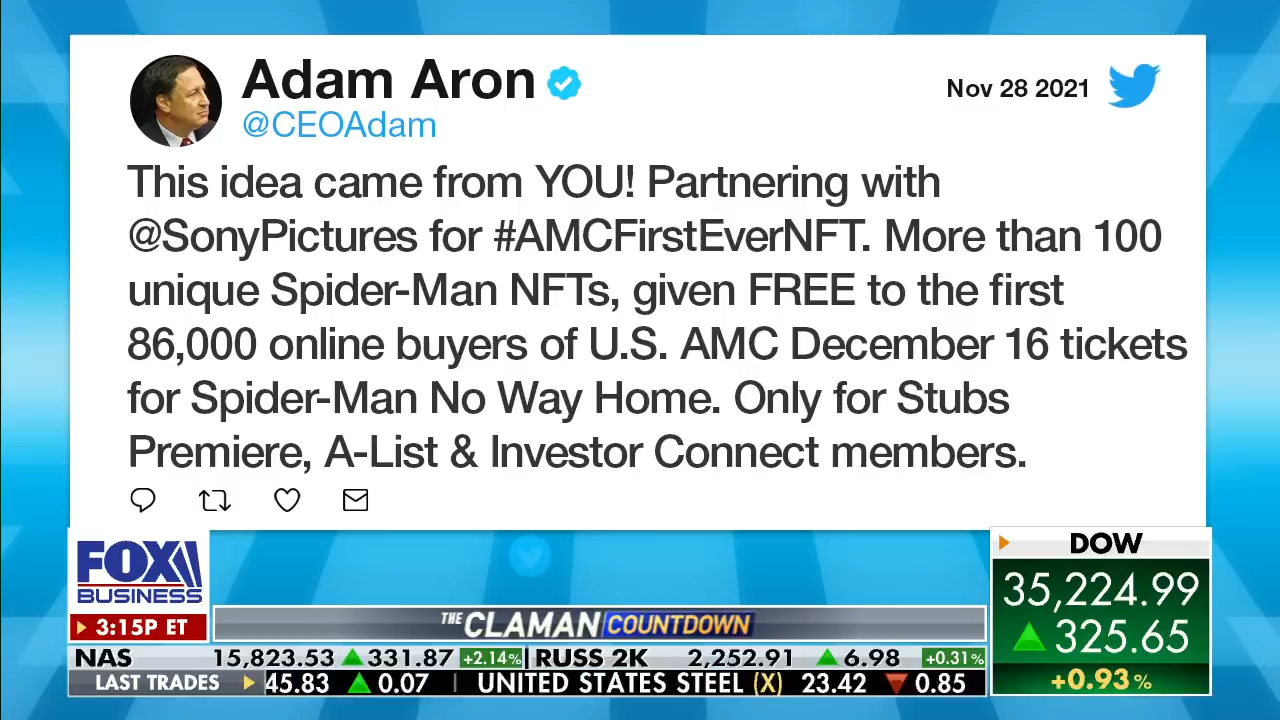 Adam Aron
@CEOAdam
Nov 28 2021
This idea came from YOU! Partnering with
@SonyPictures for #AMCFirstEverNFT. More than 100
unique Spider-Man NFTs, given FREE to the first
86,000 online buyers of U.S. AMC December 16 tickets
for Spider-Man No Way Home. Only for Stubs
Premiere, A-List & Investor Connect members.
FOX
BUSINESS
3:15P ET
THE CLAMAN COUNTDOWN
DOW
35,224.99
325.65
+0.93%
NAS 15,823.53 331.87 +2.14% RUSS 2K 2,252.91 6.98 +0.31%
LAST TRADES 45.83 0.07 UNITED STATES STEEL (X) 23.42 0.85